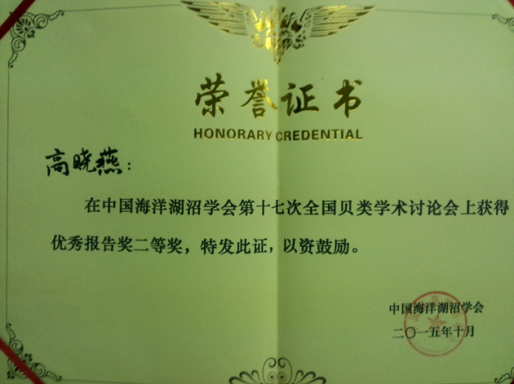 荣誉证书
HONORARY CREDENTIAL
高晓燕：
在中国海洋湖沼学会第十七次全国贝类学术讨论会上获得
优秀报告奖二等奖，特发此证，以资鼓励。
中国海洋湖沼学会
二〇一五年十月